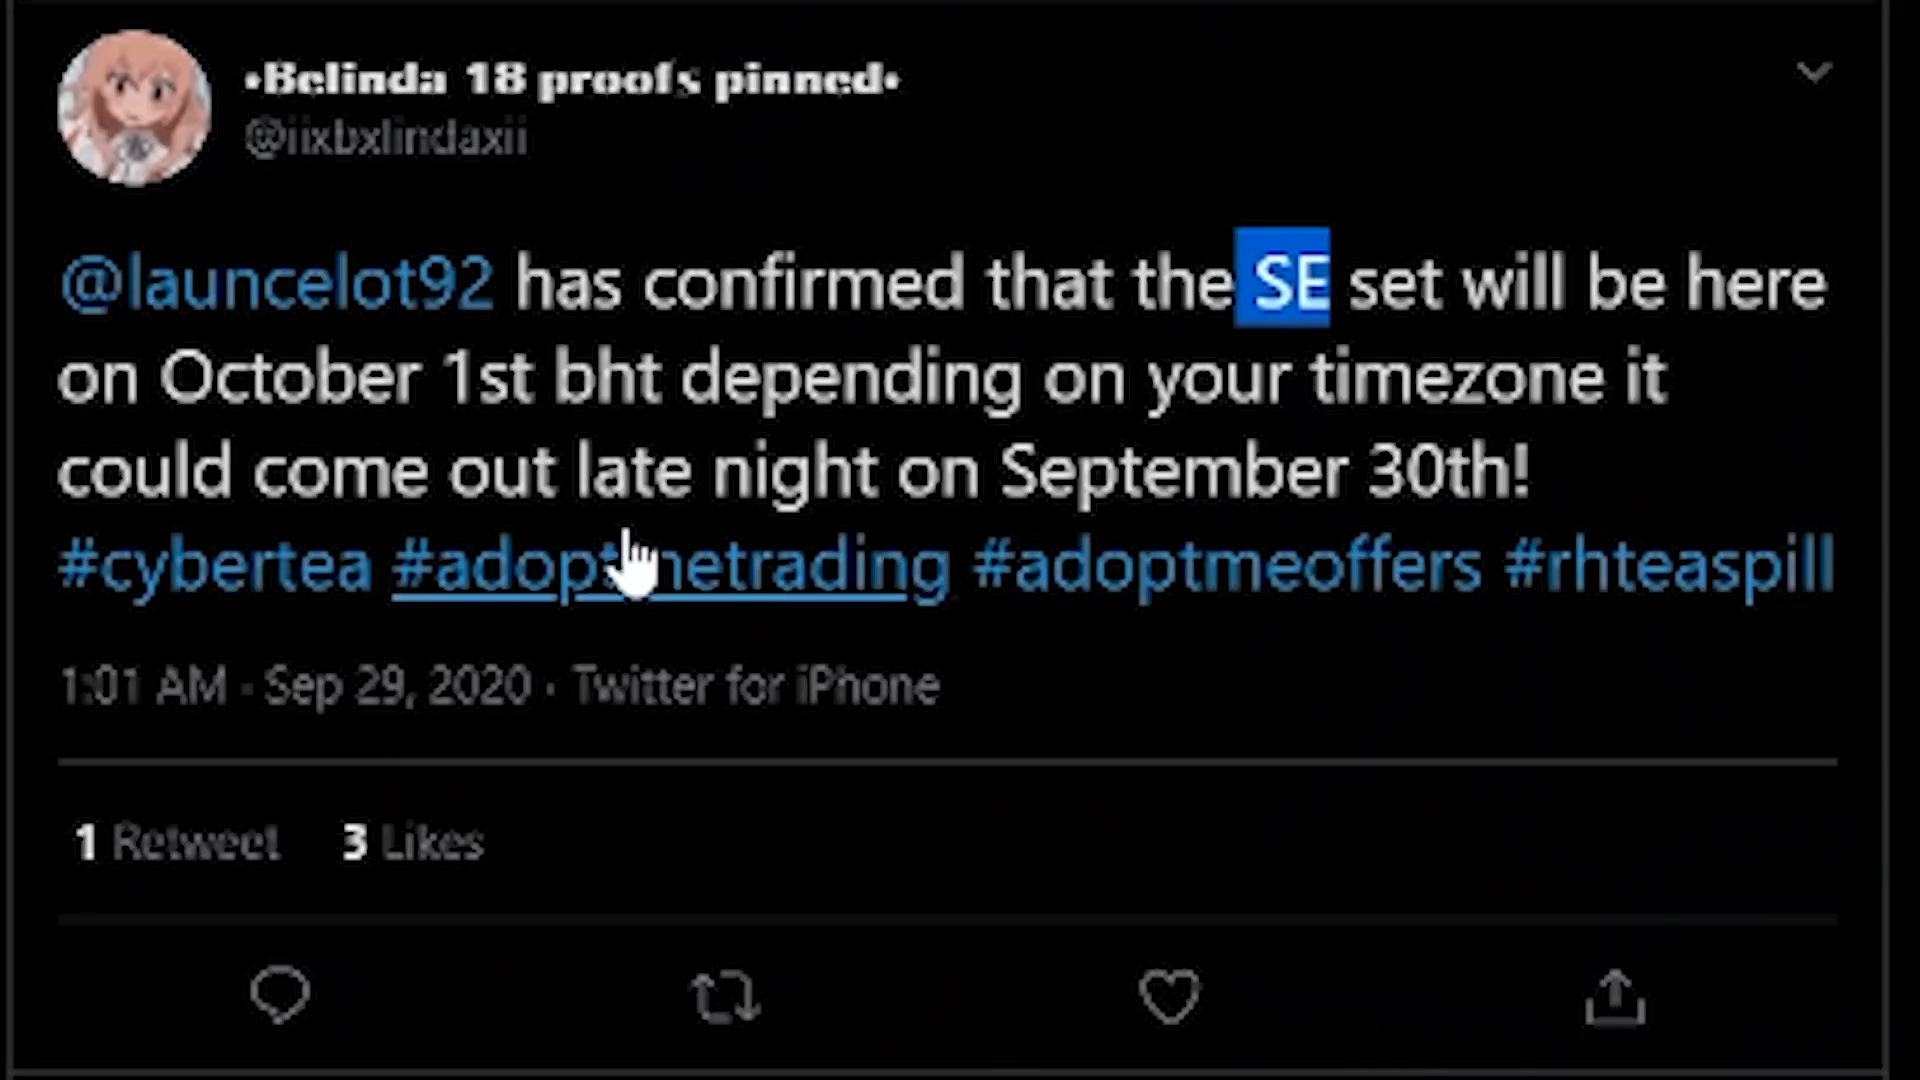 •Belinda 18 proofs pinned•
@iixbxlindaxii
@launcelot92 has confirmed that the SE set will be here
on October 1st bht depending on your timezone it
could come out late night on September 30th!
#cybertea #adoptmetrading #adoptmeoffers #rhteaspill
1:01 AM · Sep 29, 2020 · Twitter for iPhone
1 Retweet 3 Likes